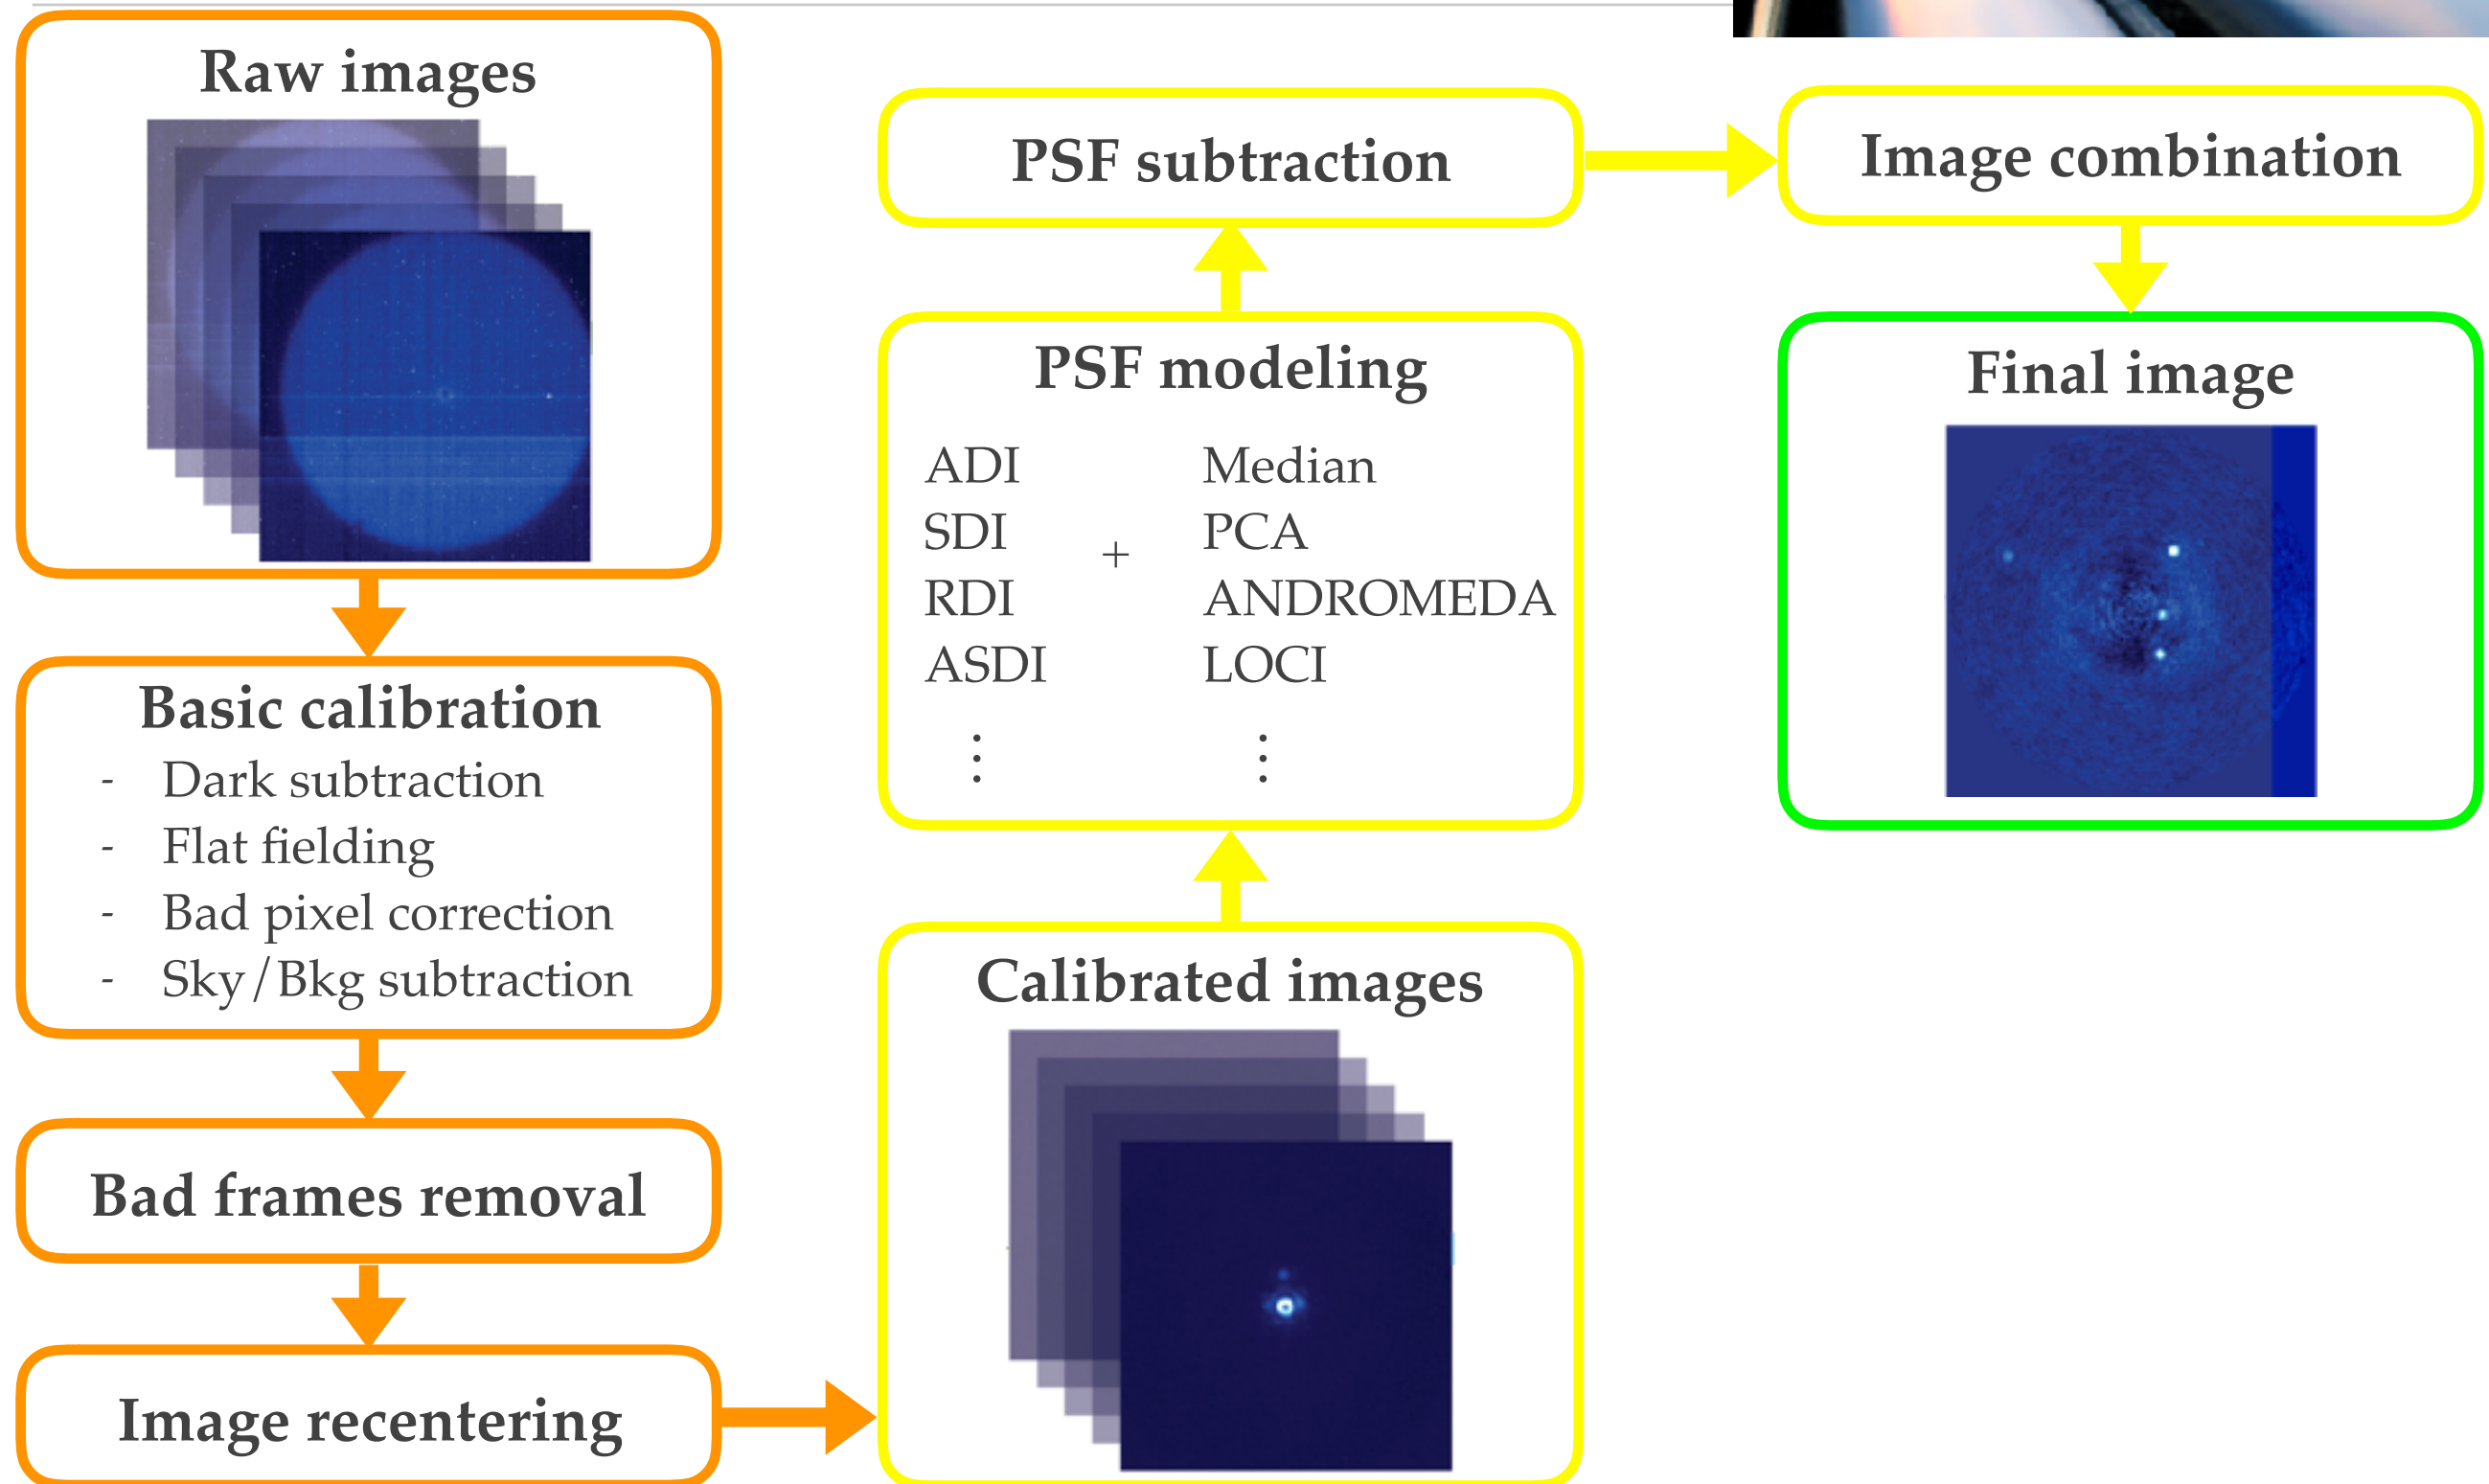 Raw images
Basic calibration
- Dark subtraction
- Flat fielding
- Bad pixel correction
- Sky/Bkg subtraction
Bad frames removal
Image recentering
Calibrated images
PSF modeling
ADI Median
SDI PCA
+
RDI ANDROMEDA
ASDI LOCI
⋮ ⋮
PSF subtraction
Image combination
Final image